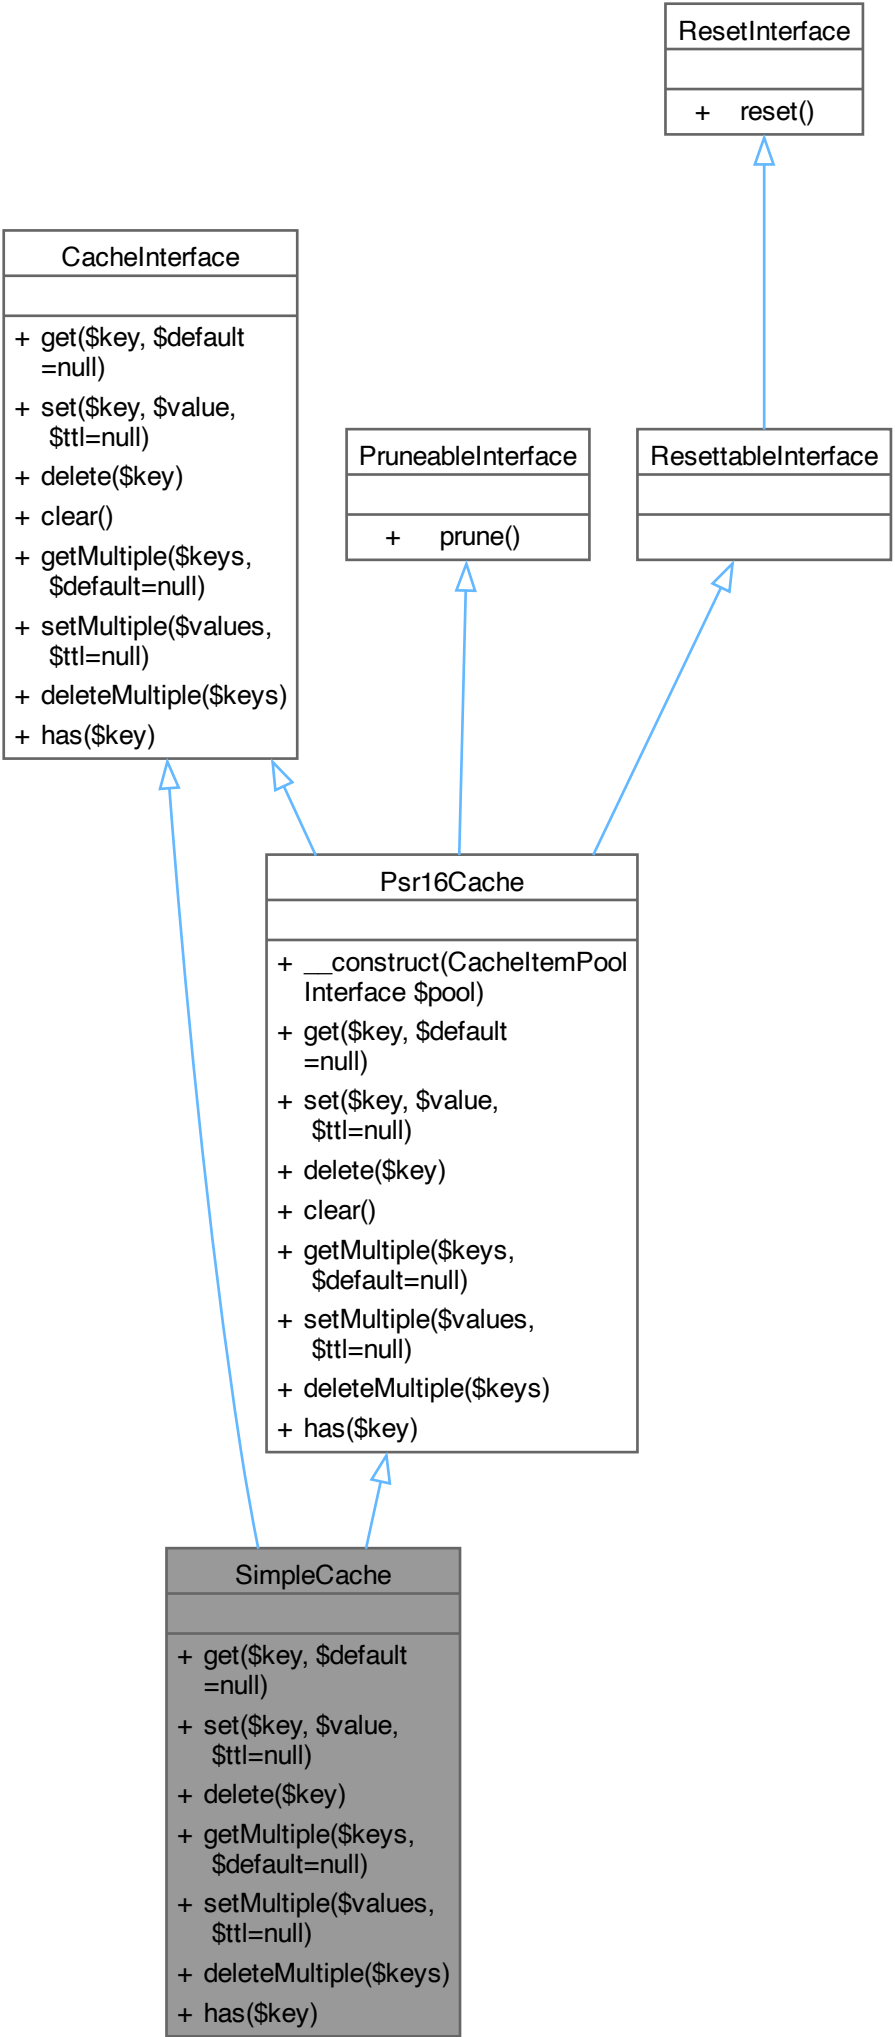 ResetInterface
+ reset()
CacheInterface
+ get($key, $default
=null)
+ set($key, $value,
$ttl=null)
+ delete($key)
+ clear()
+ getMultiple($keys,
$default=null)
+ setMultiple($values,
$ttl=null)
+ deleteMultiple($keys)
+ has($key)
PruneableInterface
+ prune()
ResettableInterface
Psr16Cache
+ __construct(CacheItemPool
Interface $pool)
+ get($key, $default
=null)
+ set($key, $value,
$ttl=null)
+ delete($key)
+ clear()
+ getMultiple($keys,
$default=null)
+ setMultiple($values,
$ttl=null)
+ deleteMultiple($keys)
+ has($key)
SimpleCache
+ get($key, $default
=null)
+ set($key, $value,
$ttl=null)
+ delete($key)
+ getMultiple($keys,
$default=null)
+ setMultiple($values,
$ttl=null)
+ deleteMultiple($keys)
+ has($key)